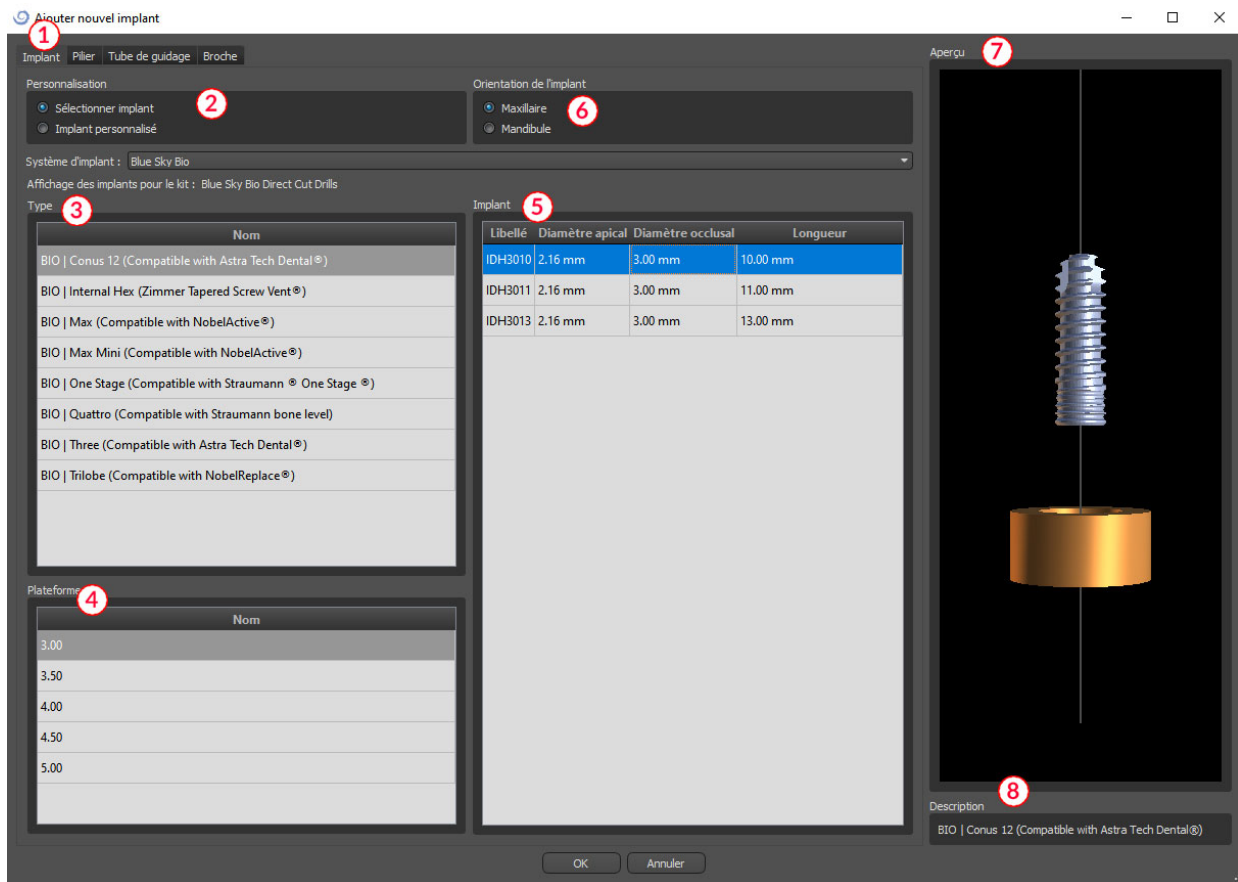 Ajouter nouvel implant
1
Implant Pilier Tube de guidage Broche
Personnalisation
Sélectionner implant
Implant personnalisé
2
Orientation de l'implant
Maxillaire
Mandibule
6
Système d'implant : Blue Sky Bio
Affichage des implants pour le kit : Blue Sky Bio Direct Cut Drills
Type 3
Nom
BIO | Conus 12 (Compatible with Astra Tech Dental®)
BIO | Internal Hex (Zimmer Tapered Screw Vent®)
BIO | Max (Compatible with NobelActive®)
BIO | Max Mini (Compatible with NobelActive®)
BIO | One Stage (Compatible with Straumann ® One Stage ®)
BIO | Quattro (Compatible with Straumann bone level)
BIO | Three (Compatible with Astra Tech Dental®)
BIO | Trilobe (Compatible with NobelReplace®)
Plateforme 4
Nom
3.00
3.50
4.00
4.50
5.00
Implant 5
Libellé Diamètre apical Diamètre occlusal Longueur
IDH3010 2.16 mm 3.00 mm 10.00 mm
IDH3011 2.16 mm 3.00 mm 11.00 mm
IDH3013 2.16 mm 3.00 mm 13.00 mm
Aperçu 7
8
Description
BIO | Conus 12 (Compatible with Astra Tech Dental®)
OK Annuler